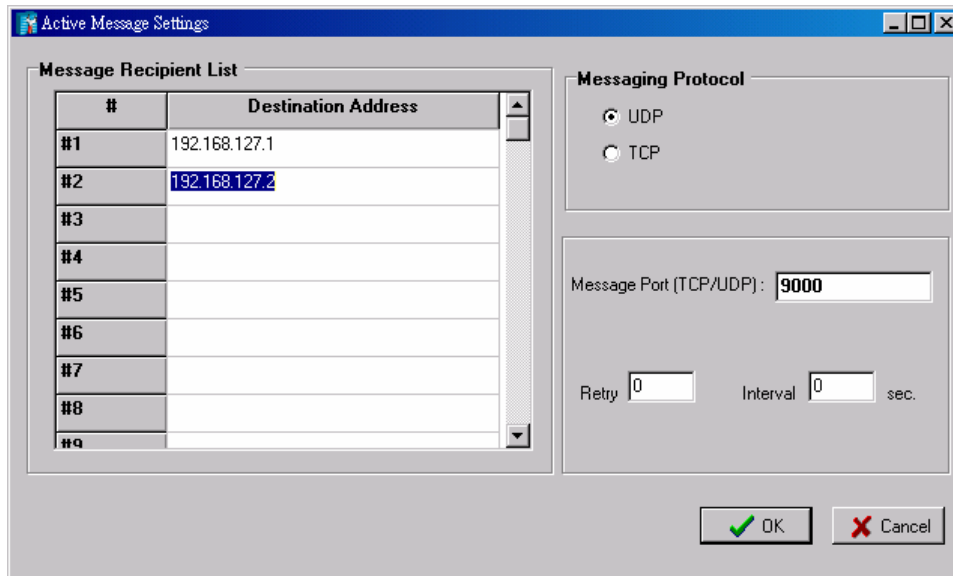 Active Message Settings
Message Recipient List
# Destination Address
#1 192.168.127.1
#2 192.168.127.2
#3
#4
#5
#6
#7
#8
#9
Messaging Protocol
UDP
TCP
Message Port (TCP/UDP) : 9000
Retry 0 Interval 0 sec.
OK Cancel